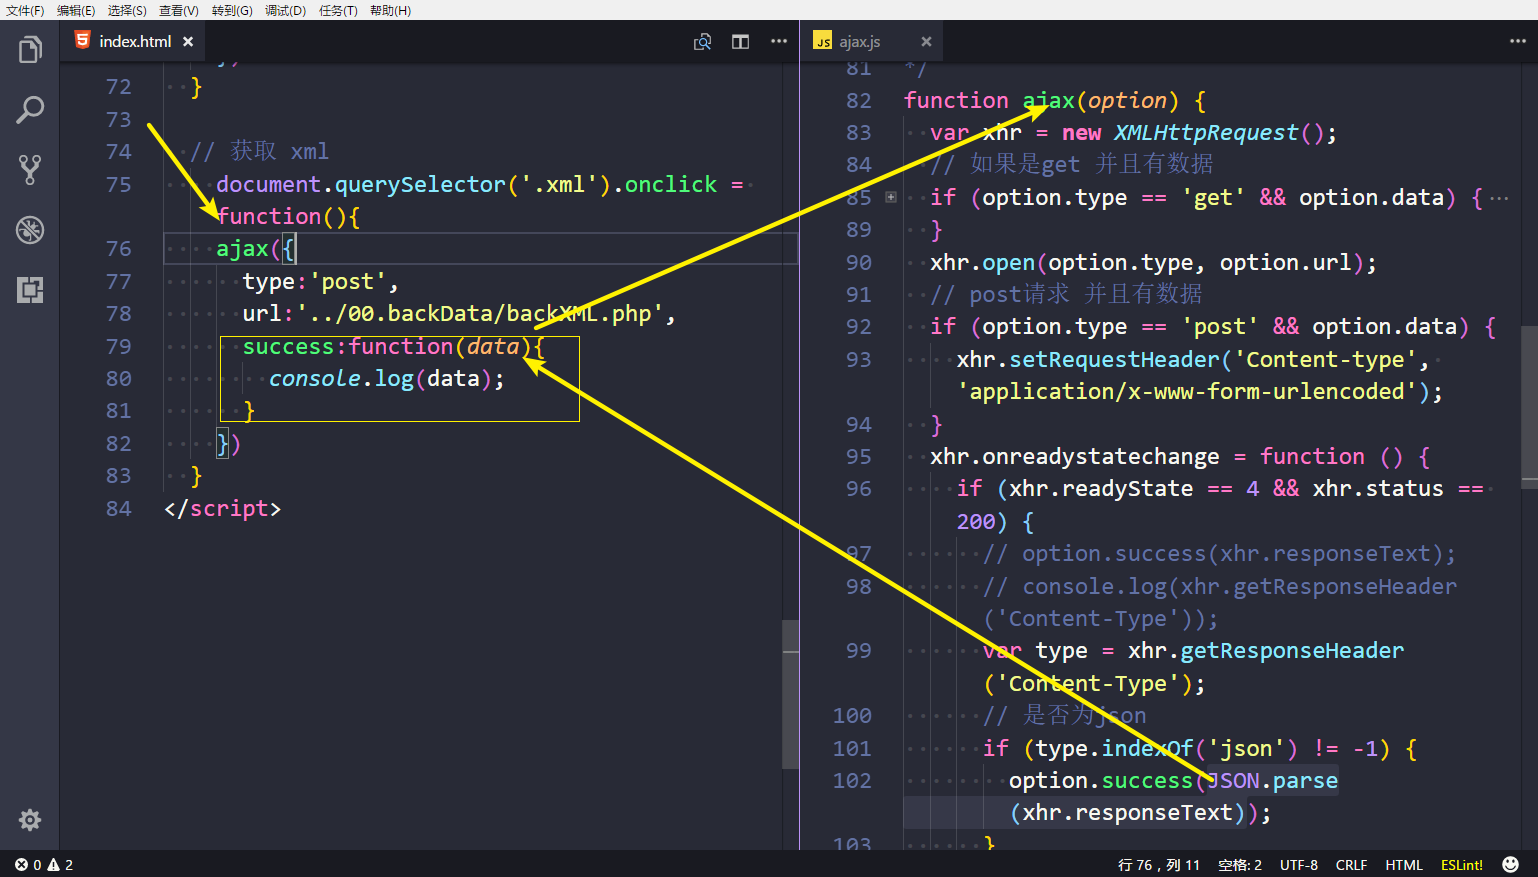 文件(F) 编辑(E) 选择(S) 查看(V) 转到(G) 调试(D) 任务(T) 帮助(H)
index.html ×
72 }
73
74 // 获取 xml
75 document.querySelector('.xml').onclick =
function(){
76 ajax({
77 type:'post',
78 url:'../00.backData/backXML.php',
79 success:function(data){
80 console.log(data);
81 }
82 })
83 }
84 </script>
JS ajax.js ×
81 */
82 function ajax(option) {
83 var xhr = new XMLHttpRequest();
84 // 如果是get 并且有数据
85 if (option.type == 'get' && option.data) {···
89 }
90 xhr.open(option.type, option.url);
91 // post请求 并且有数据
92 if (option.type == 'post' && option.data) {
93 xhr.setRequestHeader('Content-type',
'application/x-www-form-urlencoded');
94 }
95 xhr.onreadystatechange = function () {
96 if (xhr.readyState == 4 && xhr.status ==
200) {
97 // option.success(xhr.responseText);
98 // console.log(xhr.getResponseHeader
('Content-Type'));
99 var type = xhr.getResponseHeader
('Content-Type');
100 // 是否为json
101 if (type.indexOf('json') != -1) {
102 option.success(JSON.parse
(xhr.responseText));
103 }
0 2
行 76，列 11 空格: 2 UTF-8 CRLF HTML ESLint!